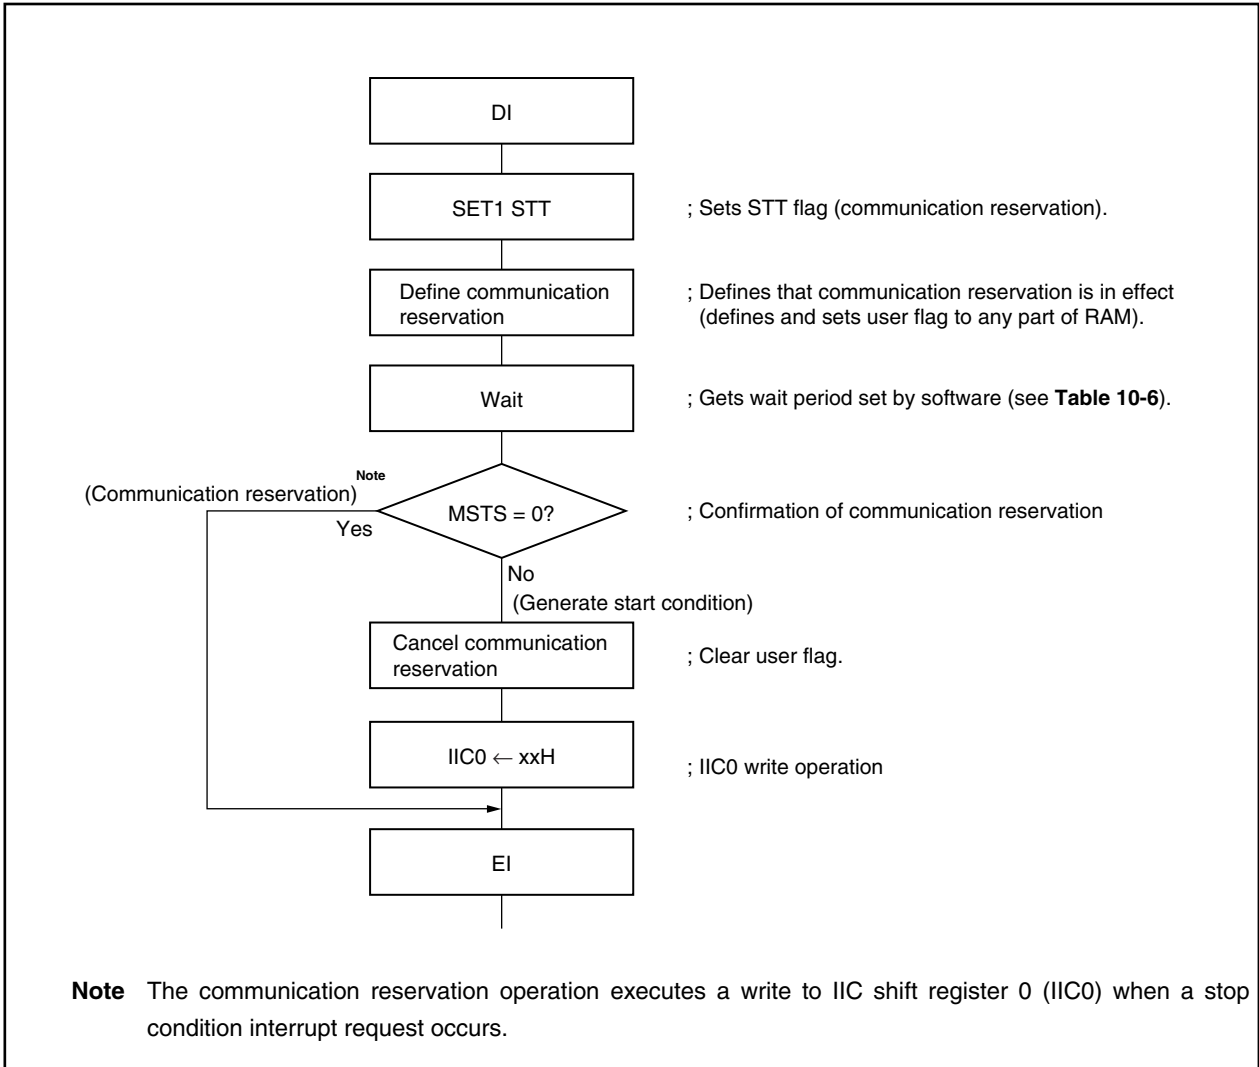 DI
SET1 STT
; Sets STT flag (communication reservation).
Define communication
reservation
; Defines that communication reservation is in effect
(defines and sets user flag to any part of RAM).
Wait
; Gets wait period set by software (see Table 10-6).
(Communication reservation)Note
Yes
MSTS = 0?
; Confirmation of communication reservation
No
(Generate start condition)
Cancel communication
reservation
; Clear user flag.
IIC0 ← xxH
; IIC0 write operation
EI
Note The communication reservation operation executes a write to IIC shift register 0 (IIC0) when a stop
condition interrupt request occurs.